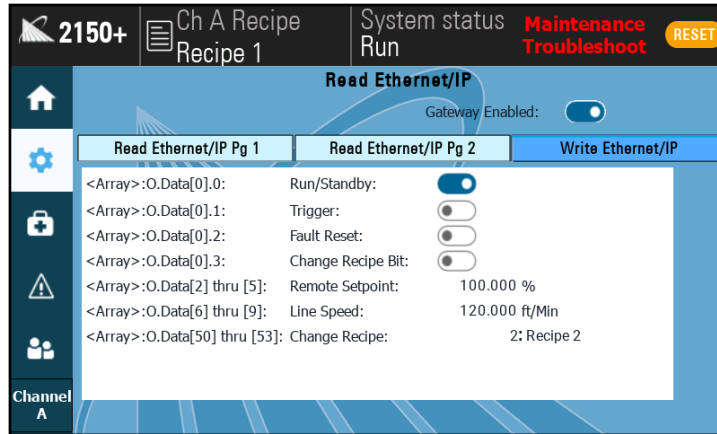 2150+
Ch A Recipe
Recipe 1
System status
Run
Maintenance
Troubleshoot
RESET
Read Ethernet/IP
Gateway Enabled:
Read Ethernet/IP Pg 1
Read Ethernet/IP Pg 2
Write Ethernet/IP
<Array>:O.Data[0].0: Run/Standby:
<Array>:O.Data[0].1: Trigger:
<Array>:O.Data[0].2: Fault Reset:
<Array>:O.Data[0].3: Change Recipe Bit:
<Array>:O.Data[2] thru [5]: Remote Setpoint: 100.000 %
<Array>:O.Data[6] thru [9]: Line Speed: 120.000 ft/Min
<Array>:O.Data[50] thru [53]: Change Recipe: 2: Recipe 2
Channel
A